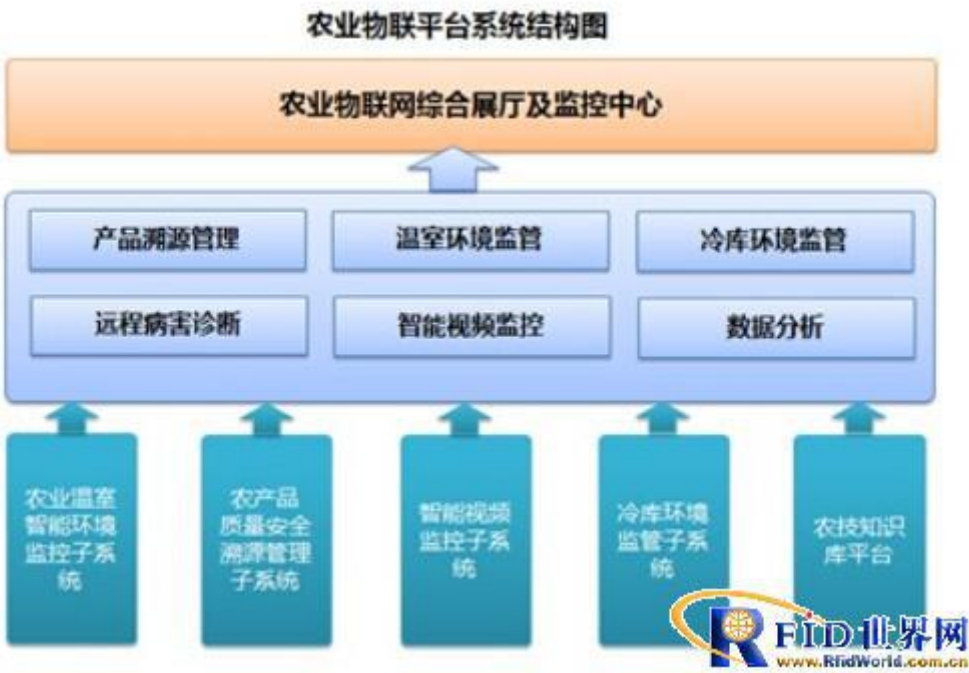 农业物联平台系统结构图
农业物联网综合展厅及监控中心
产品溯源管理
温室环境监管
冷库环境监管
远程病害诊断
智能视频监控
数据分析
农业温室
智能环境
监控子系
统
农产品
质量安全
溯源管理
子系统
智能视频
监控子系
统
冷库环境
监管子系
统
农技知识
库平台
RFID世界网
www.RfidWorld.com.cn